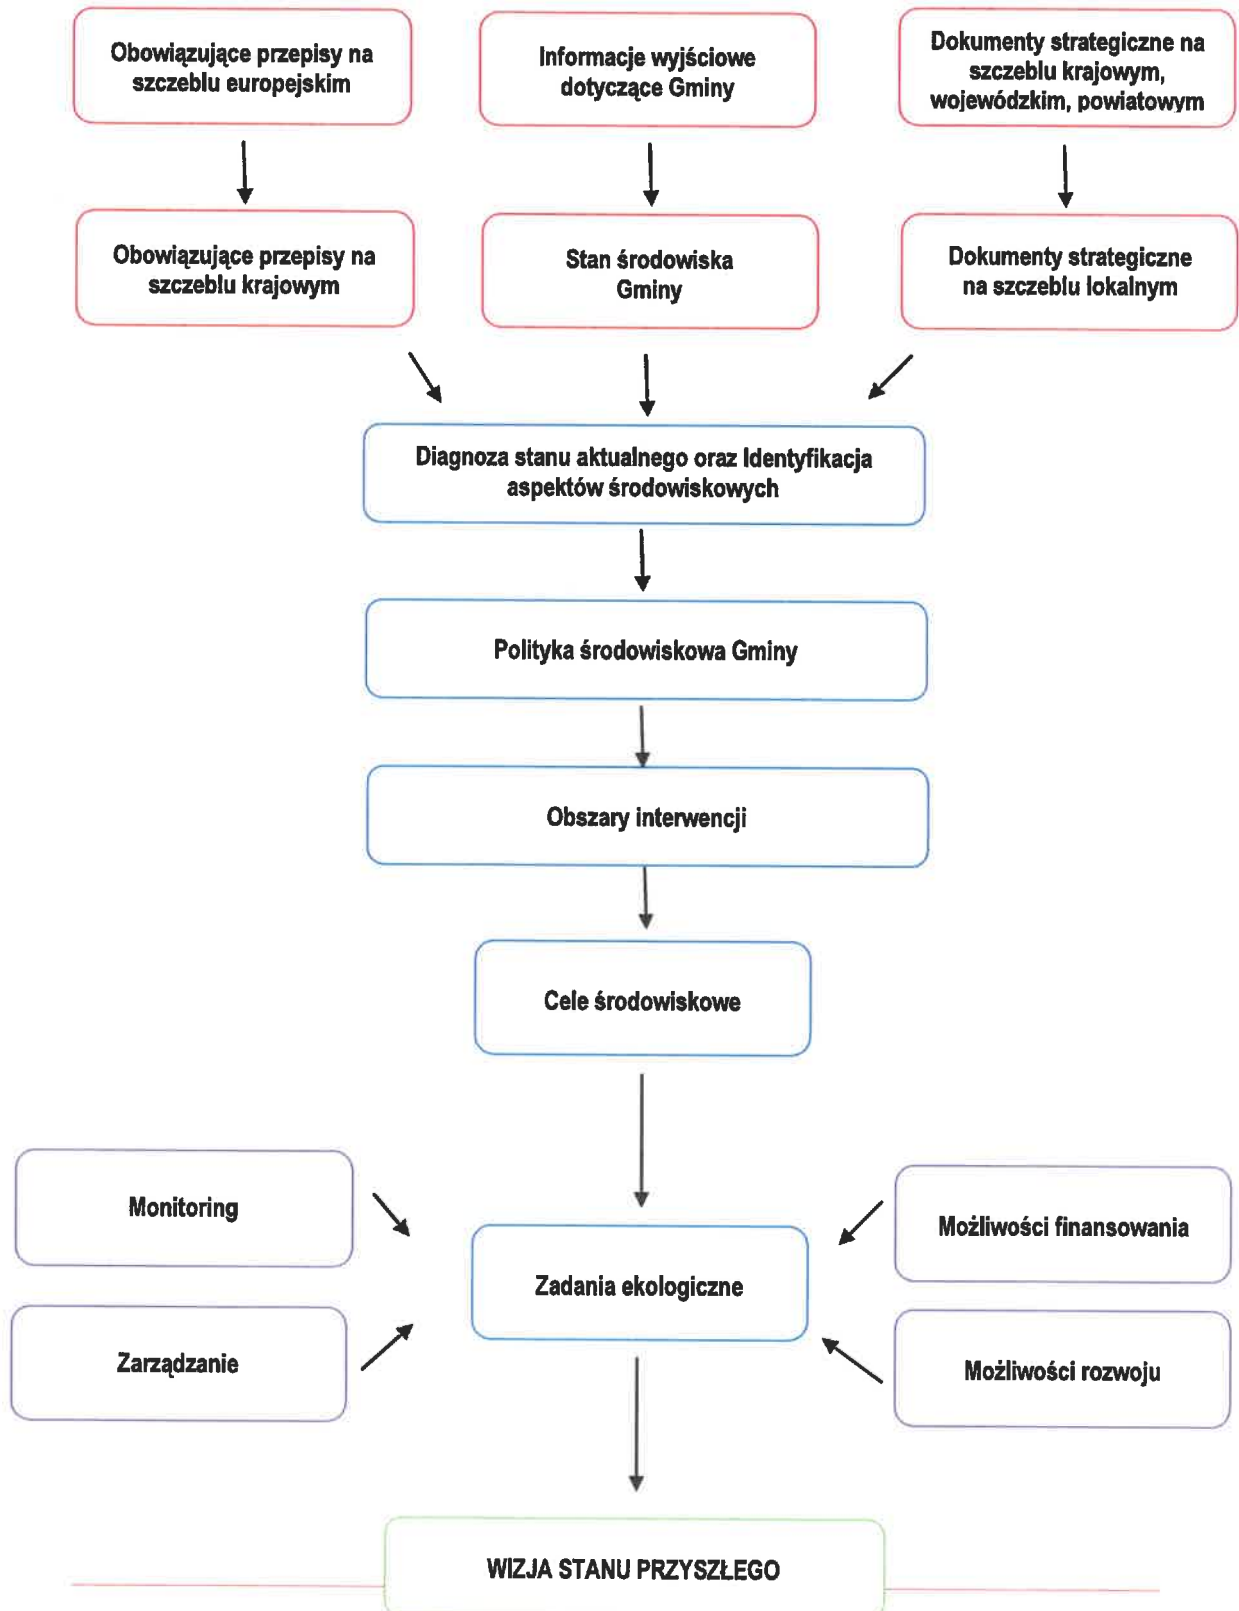 Obowiązujące przepisy na
szczeblu europejskim
Informacje wyjściowe
dotyczące Gminy
Dokumenty strategiczne na
szczeblu krajowym,
wojewódzkim, powiatowym
Obowiązujące przepisy na
szczeblu krajowym
Stan środowiska
Gminy
Dokumenty strategiczne
na szczeblu lokalnym
Diagnoza stanu aktualnego oraz Identyfikacja
aspektów środowiskowych
Polityka środowiskowa Gminy
Obszary interwencji
Cele środowiskowe
Monitoring
Możliwości finansowania
Zadania ekologiczne
Zarządzanie
Możliwości rozwoju
WIZJA STANU PRZYSZŁEGO